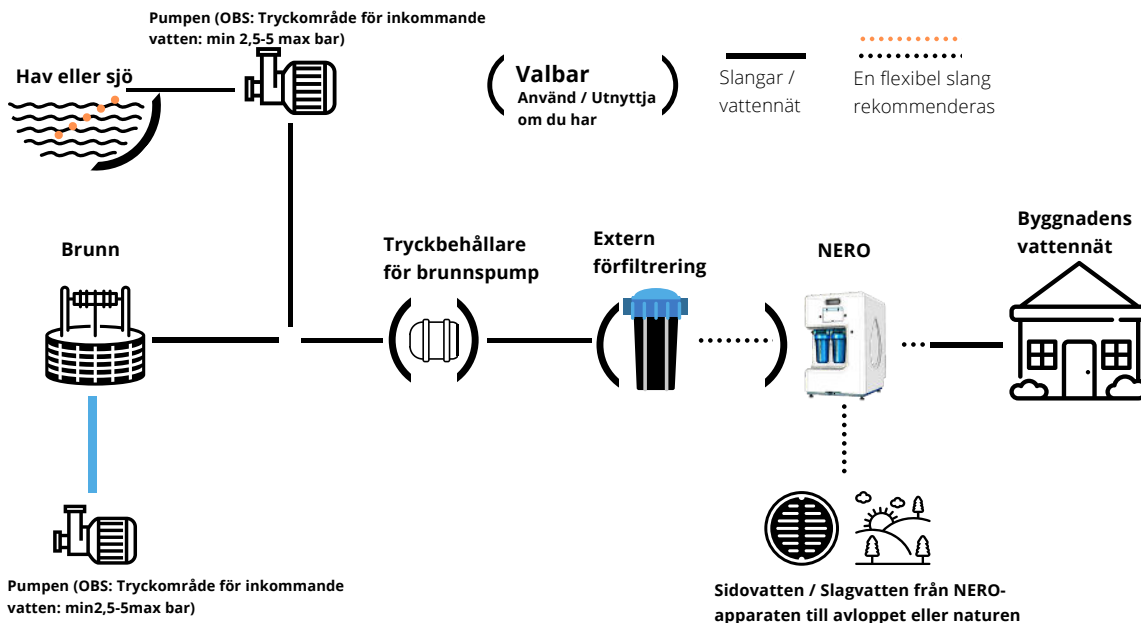 Pumpen (OBS: Tryckområde för inkommande
vatten: min 2,5-5 max bar)
Hav eller sjö
Valbar
Använd / Utnyttja
om du har
Slangar /
vattennät
En flexibel slang
rekommenderas
Brunn
Tryckbehållare
för brunnspump
Extern
förfiltrering
NERO
Byggnadens
vattennät
Pumpen (OBS: Tryckområde för inkommande
vatten: min2,5-5max bar)
Sidovatten / Slagvatten från NERO-
apparaten till avloppet eller naturen